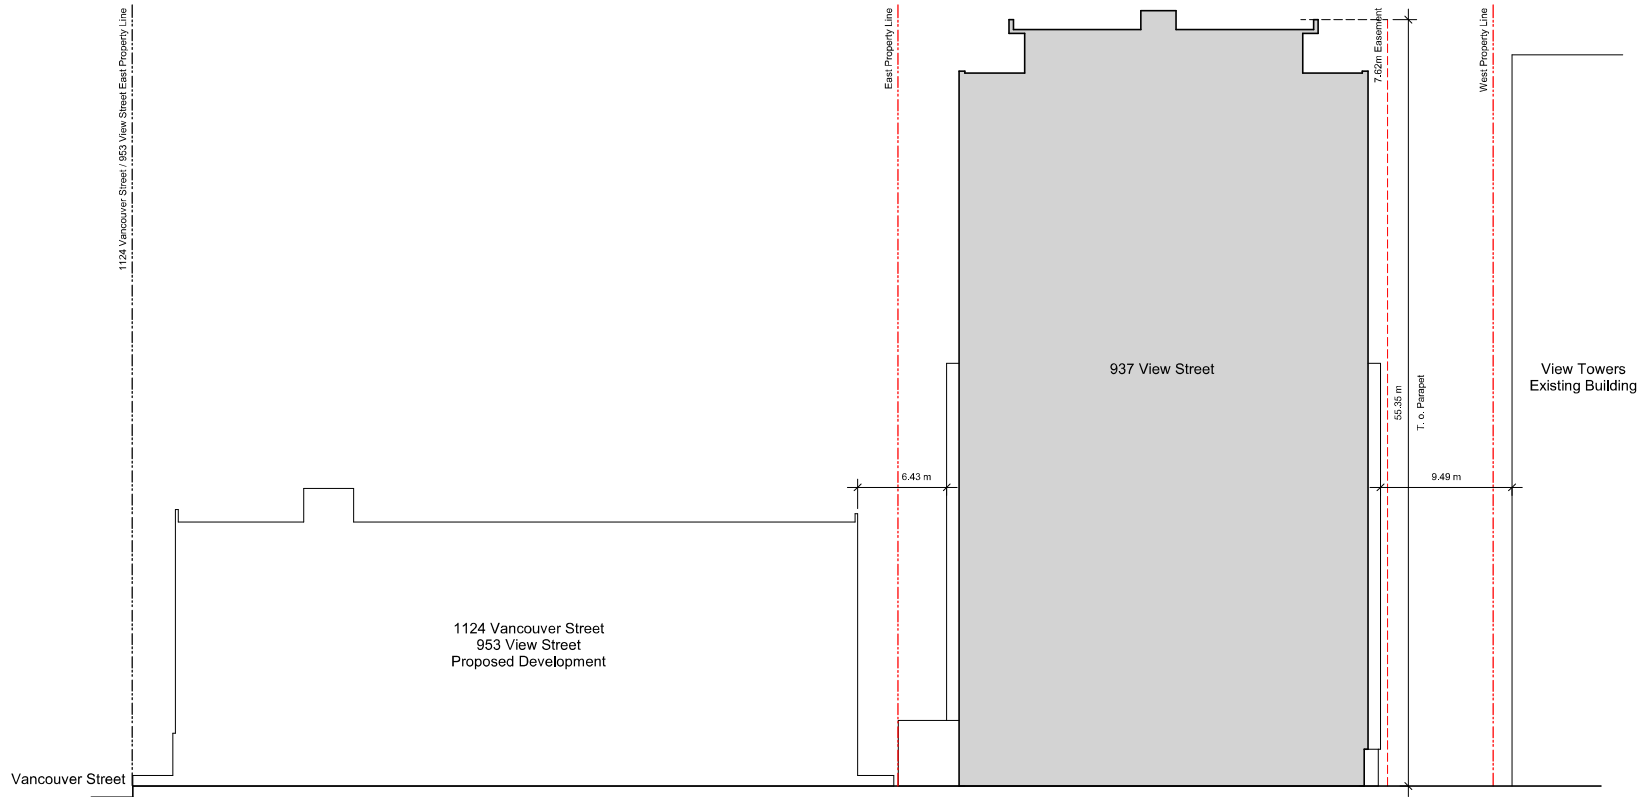 1124 Vancouver Street / 953 View Street East Property Line
East Property Line
7.62m Easement
West Property Line
937 View Street
View Towers
Existing Building
55.35 m
T. o. Parapet
6.43 m
9.49 m
1124 Vancouver Street
953 View Street
Proposed Development
Vancouver Street